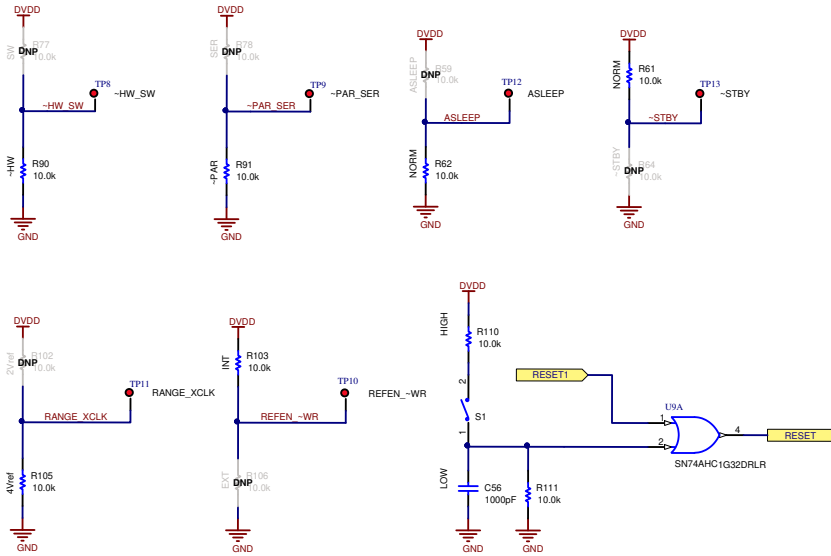 DVDD
SW
DNP
R77
10.0k
TP8
~HW_SW
~HW_SW
~HW
R90
10.0k
GND
DVDD
SER
DNP
R78
10.0k
TP9
~PAR_SER
~PAR_SER
~PAR
R91
10.0k
GND
DVDD
ASLEEP
DNP
R59
10.0k
TP12
ASLEEP
ASLEEP
NORM
R62
10.0k
GND
DVDD
NORM
R61
10.0k
TP13
~STBY
~STBY
~STBY
DNP
R64
10.0k
GND
DVDD
2Vref
DNP
R102
10.0k
TP11
RANGE_XCLK
RANGE_XCLK
4Vref
R105
10.0k
GND
DVDD
INT
R103
10.0k
TP10
REFEN_~WR
REFEN_~WR
EXT
DNP
R106
10.0k
GND
DVDD
HIGH
R110
10.0k
2
S1
1
LOW
C56
1000pF
GND
R111
10.0k
GND
RESET1
U9A
1
2
4
SN74AHC1G32DRLR
RESET